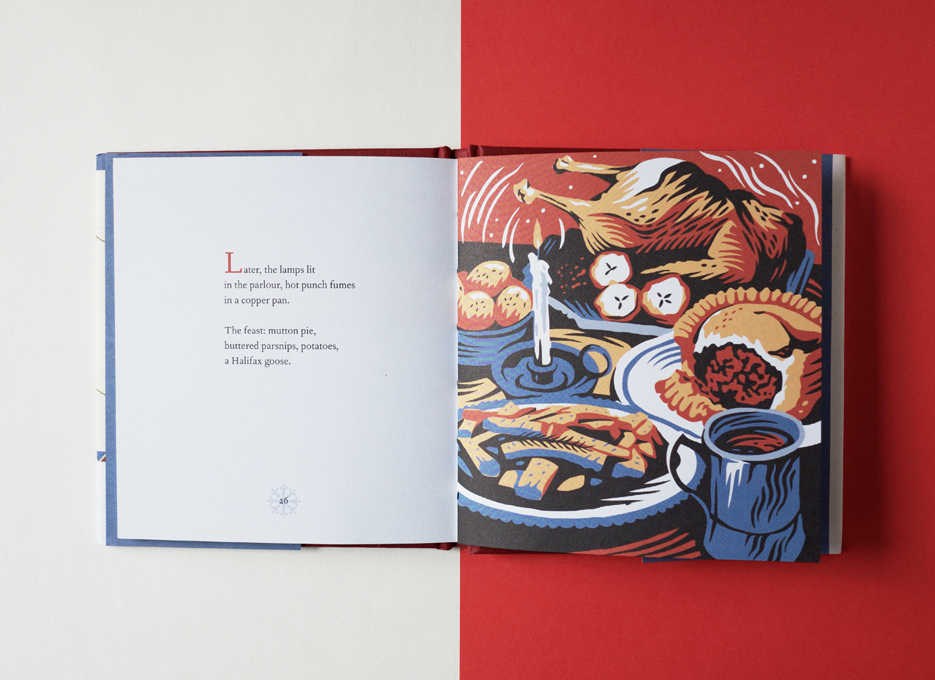 Later, the lamps lit
in the parlour, hot punch fumes
in a copper pan.
The feast: mutton pie,
buttered parsnips, potatoes,
a Halifax goose.
26